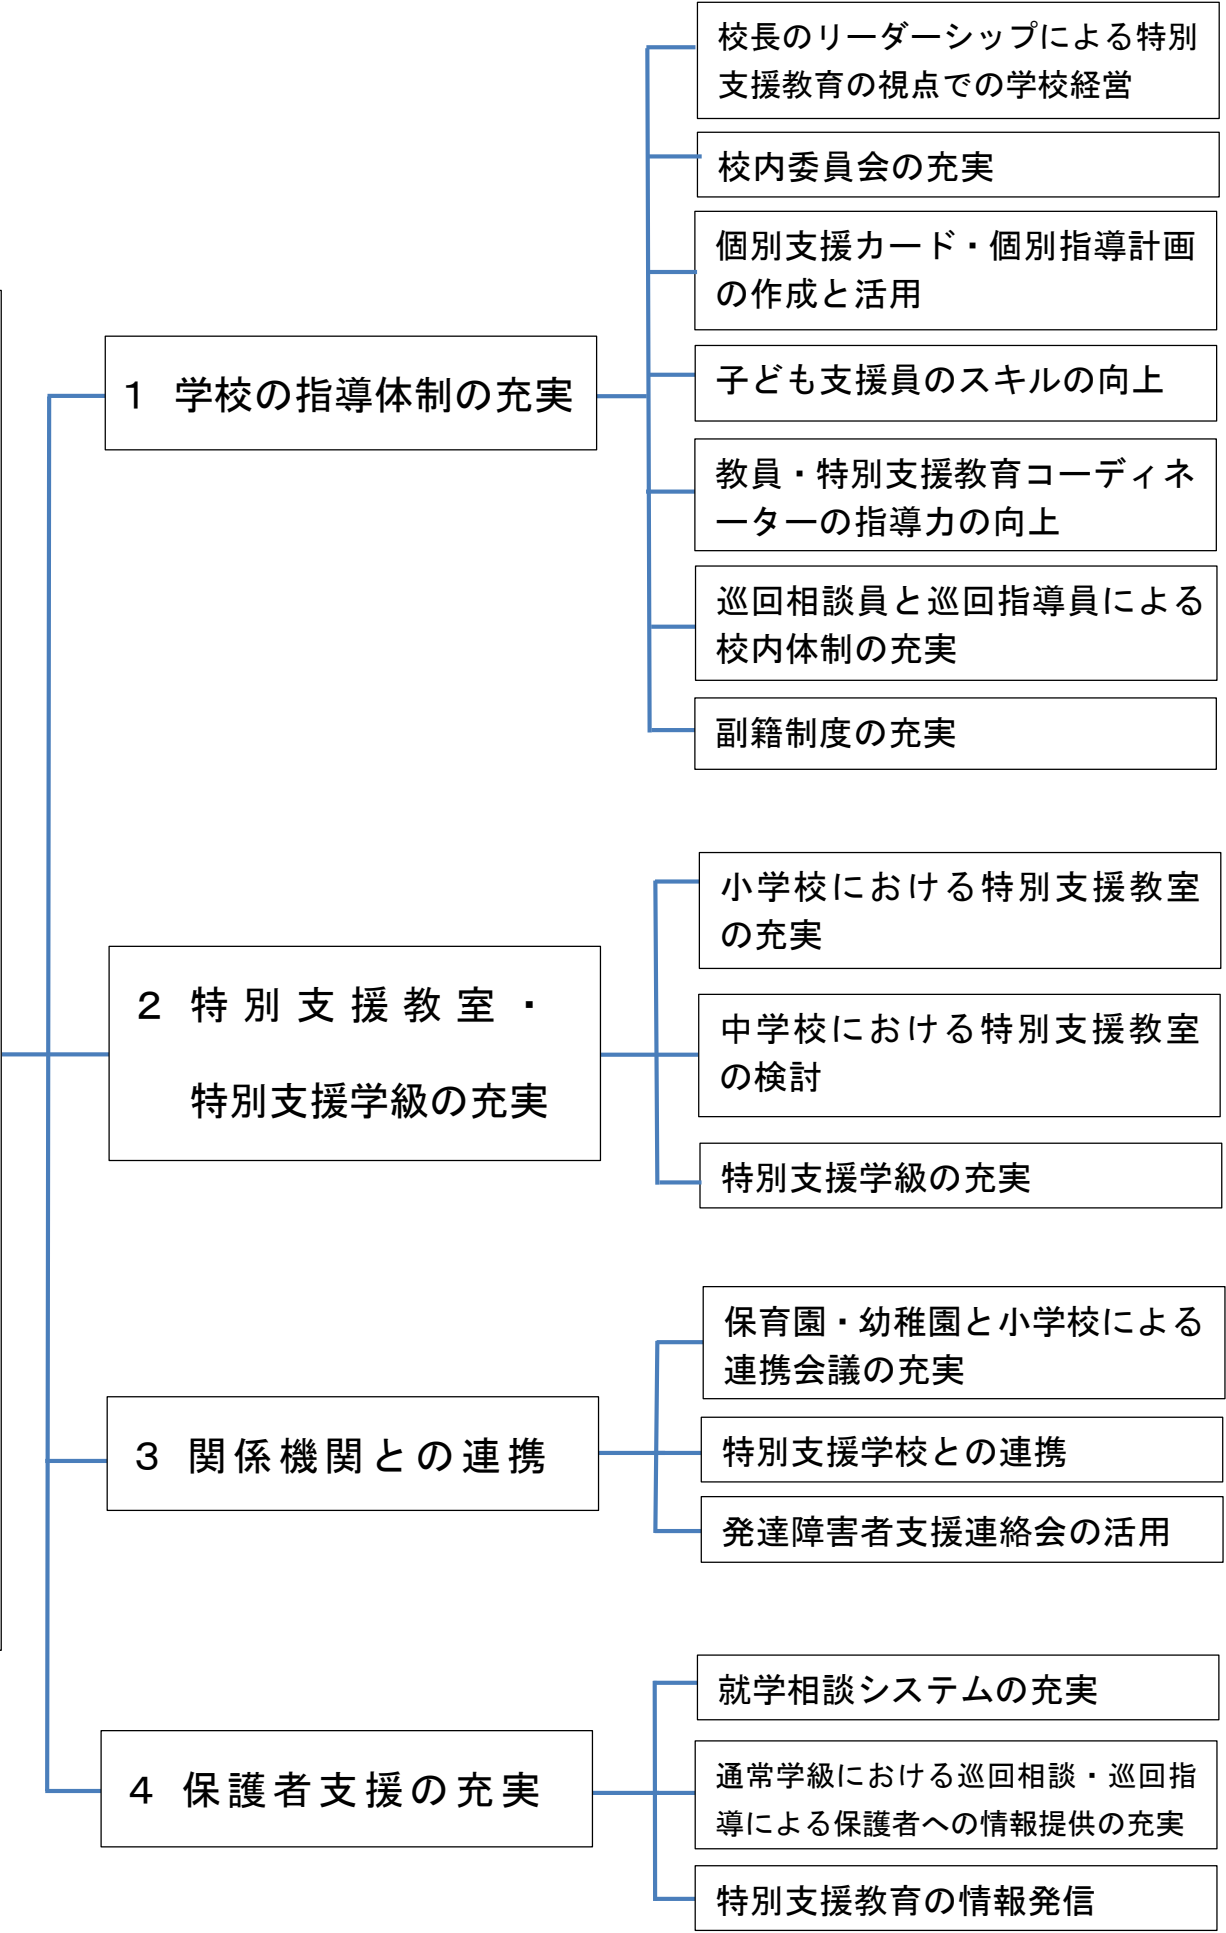 1 学校の指導体制の充実
校長のリーダーシップによる特別
支援教育の視点での学校経営
校内委員会の充実
個別支援カード・個別指導計画
の作成と活用
子ども支援員のスキルの向上
教員・特別支援教育コーディネ
ーターの指導力の向上
巡回相談員と巡回指導員による
校内体制の充実
副籍制度の充実
2 特別支援教室・
特別支援学級の充実
小学校における特別支援教室
の充実
中学校における特別支援教室
の検討
特別支援学級の充実
3 関係機関との連携
保育園・幼稚園と小学校による
連携会議の充実
特別支援学校との連携
発達障害者支援連絡会の活用
4 保護者支援の充実
就学相談システムの充実
通常学級における巡回相談・巡回指
導による保護者への情報提供の充実
特別支援教育の情報発信